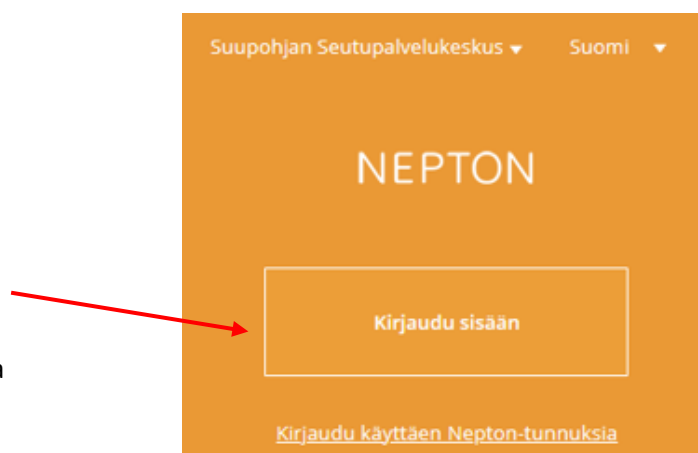 Suupohjan Seutupalvelukeskus Suomi
NEPTON
Kirjaudu sisään
Kirjaudu käyttäen Nepton-tunnuksia